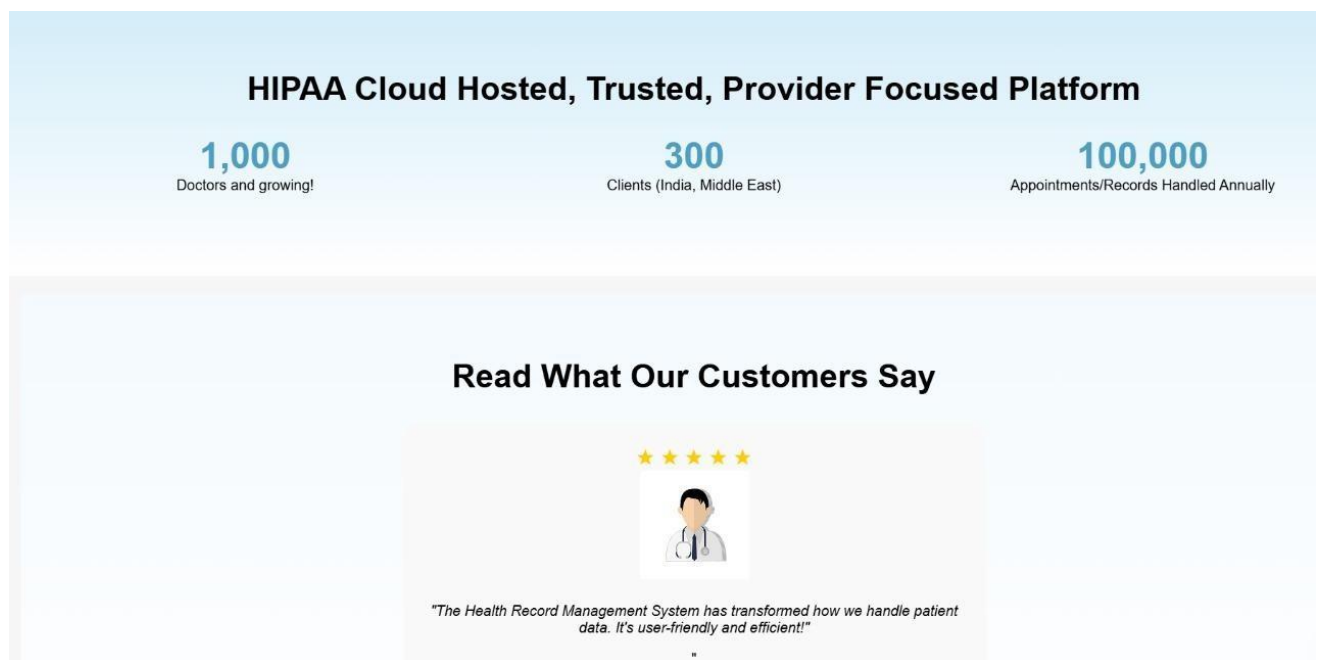 HIPAA Cloud Hosted, Trusted, Provider Focused Platform
1,000
Doctors and growing!
300
Clients (India, Middle East)
100,000
Appointments/Records Handled Annually
Read What Our Customers Say
"The Health Record Management System has transformed how we handle patient
data. It's user-friendly and efficient!"
"